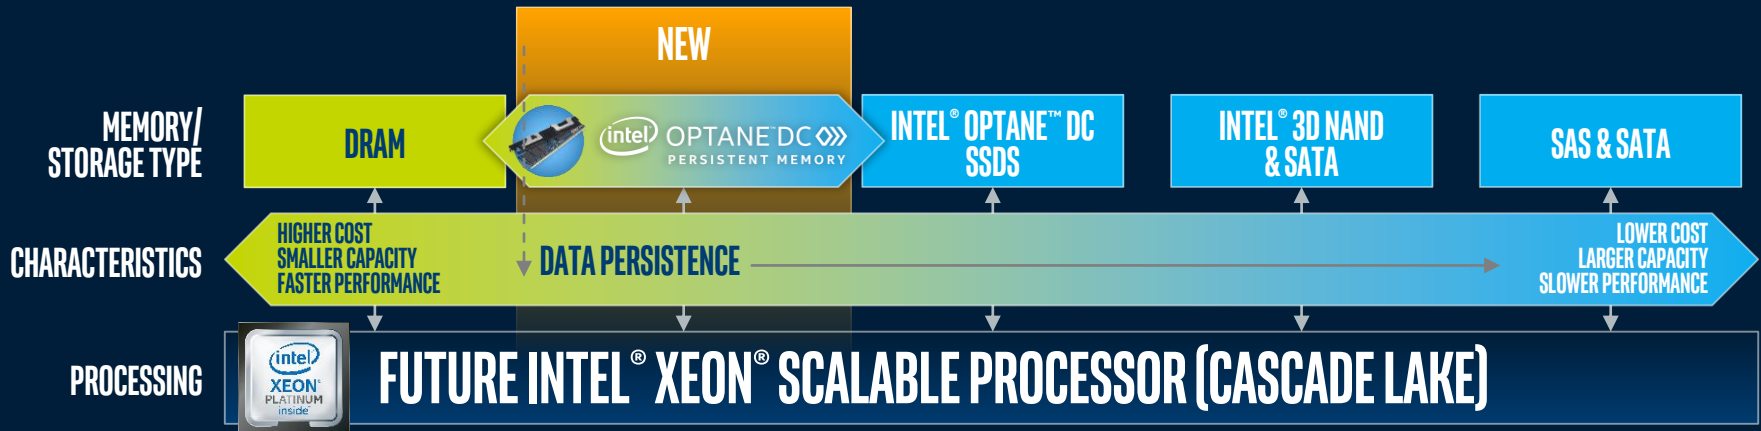 NEW
MEMORY/
STORAGE TYPE
DRAM
intel OPTANE™ DC
PERSISTENT MEMORY
INTEL® OPTANE™ DC
SSDS
INTEL® 3D NAND
& SATA
SAS & SATA
CHARACTERISTICS
HIGHER COST
SMALLER CAPACITY
FASTER PERFORMANCE
DATA PERSISTENCE
LOWER COST
LARGER CAPACITY
SLOWER PERFORMANCE
PROCESSING
intel
XEON®
PLATINUM
inside™
FUTURE INTEL® XEON® SCALABLE PROCESSOR (CASCADE LAKE)